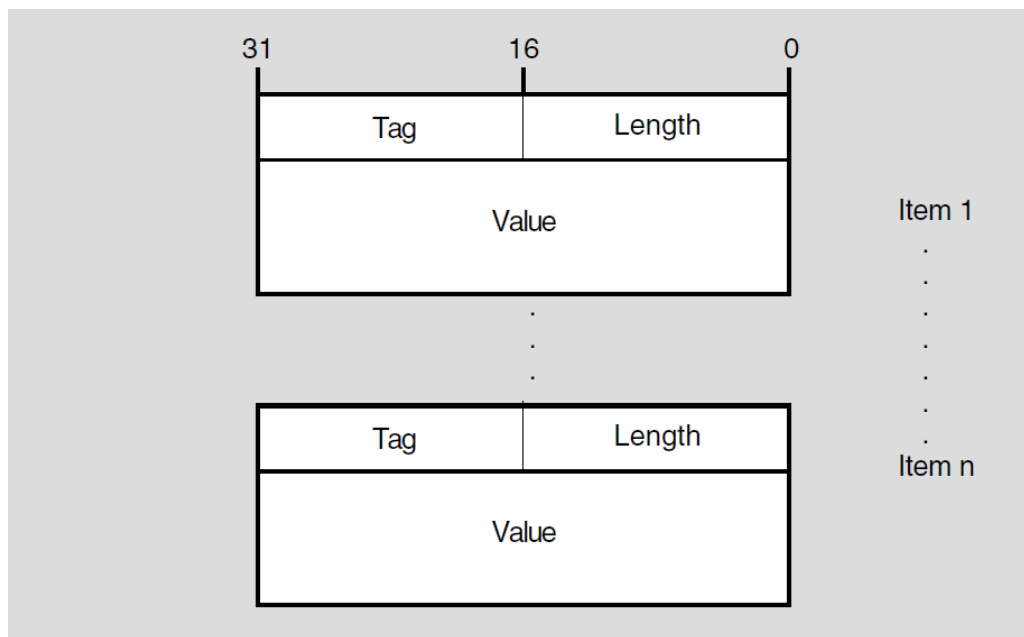 31 16 0
Tag Length
Value
Item 1
.
.
.
.
.
.
.
.
.
.
Tag Length
Item n
Value